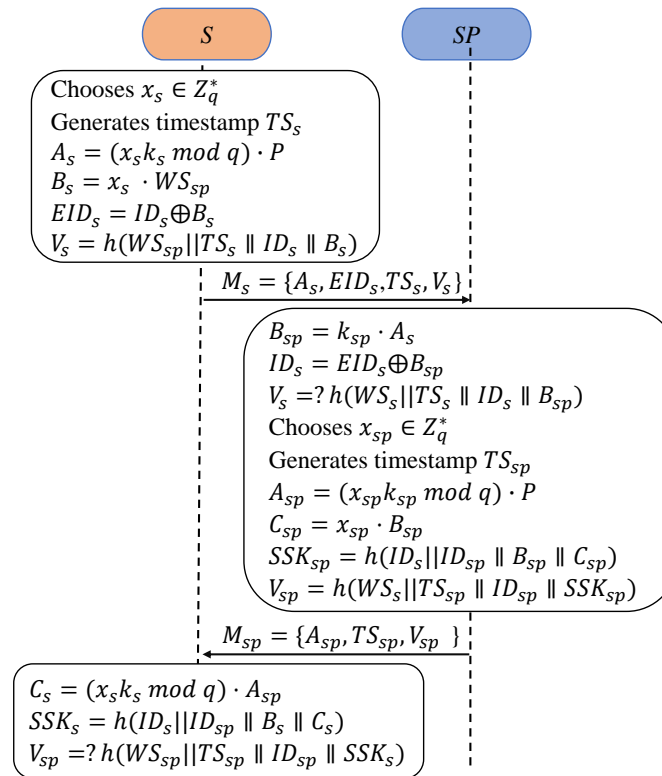 S
SP
Chooses x_s ∈ Z_q^*
Generates timestamp TS_s
A_s = (x_s k_s mod q) · P
B_s = x_s · WS_sp
EID_s = ID_s⊕B_s
V_s = h(WS_sp||TS_s ∥ ID_s ∥ B_s)
M_s = {A_s, EID_s,TS_s, V_s}
B_sp = k_sp · A_s
ID_s = EID_s⊕B_sp
V_s =? h(WS_s||TS_s ∥ ID_s ∥ B_sp)
Chooses x_sp ∈ Z_q^*
Generates timestamp TS_sp
A_sp = (x_sp k_sp mod q) · P
C_sp = x_sp · B_sp
SSK_sp = h(ID_s||ID_sp ∥ B_sp ∥ C_sp)
V_sp = h(WS_s||TS_sp ∥ ID_sp ∥ SSK_sp)
M_sp = {A_sp, TS_sp, V_sp }
C_s = (x_s k_s mod q) · A_sp
SSK_s = h(ID_s||ID_sp ∥ B_s ∥ C_s)
V_sp =? h(WS_sp||TS_sp ∥ ID_sp ∥ SSK_s)